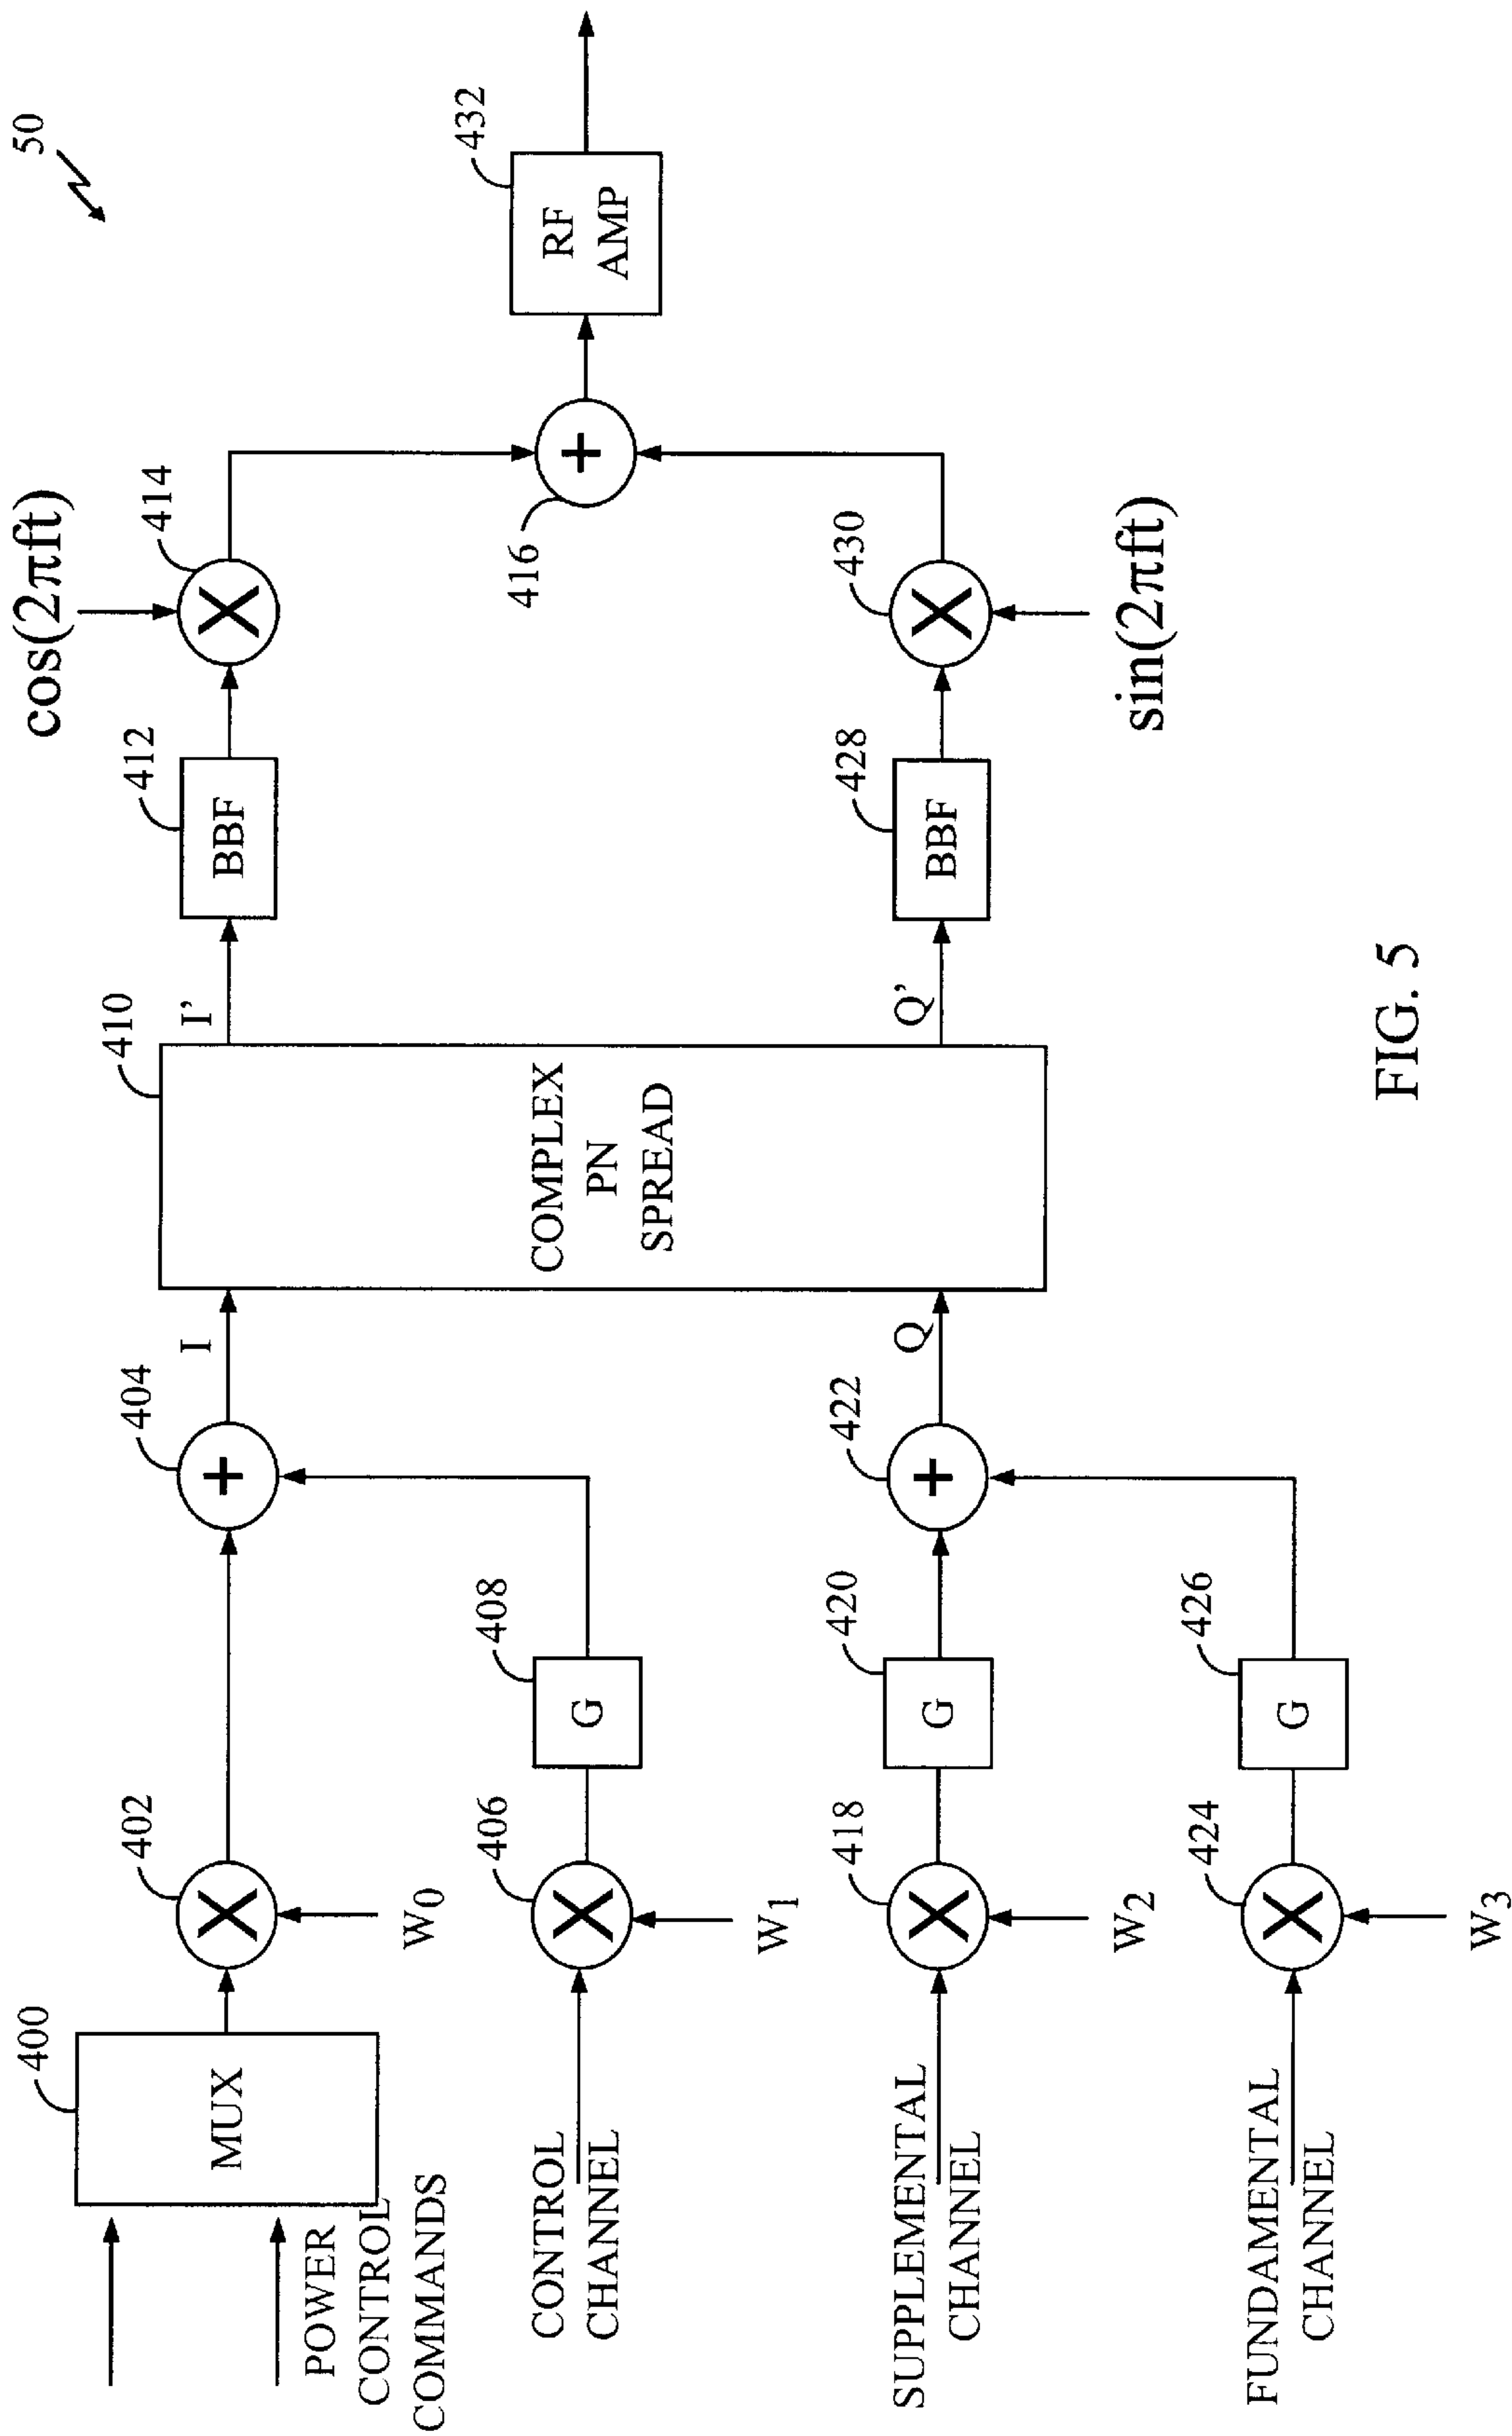 50
400
MUX
POWER
CONTROL
COMMANDS
402
W0
404
I
410
COMPLEX
PN
SPREAD
I'
412
BBF
cos(2πft)
414
416
432
RF
AMP
CONTROL
CHANNEL
406
W1
408
G
SUPPLEMENTAL
CHANNEL
418
W2
420
G
422
Q
Q'
428
BBF
430
sin(2πft)
FUNDAMENTAL
CHANNEL
424
W3
426
G
FIG. 5